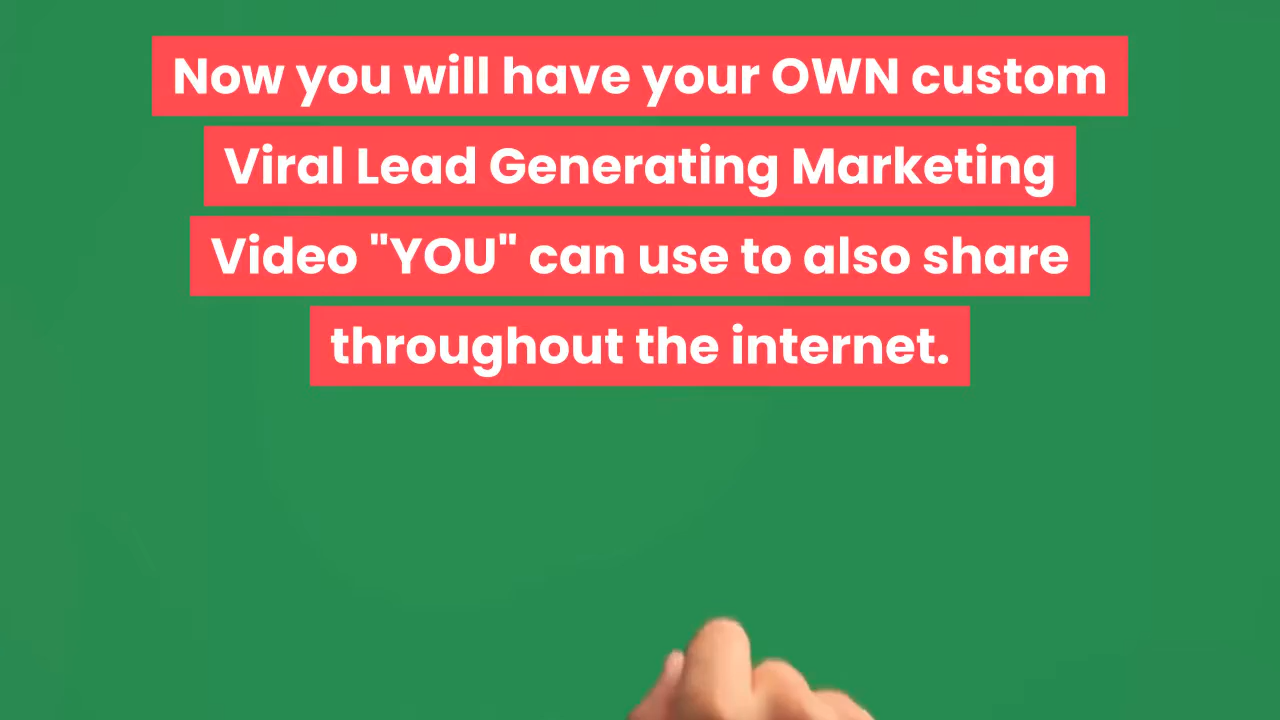 Now you will have your OWN custom
Viral Lead Generating Marketing
Video "YOU" can use to also share
throughout the internet.